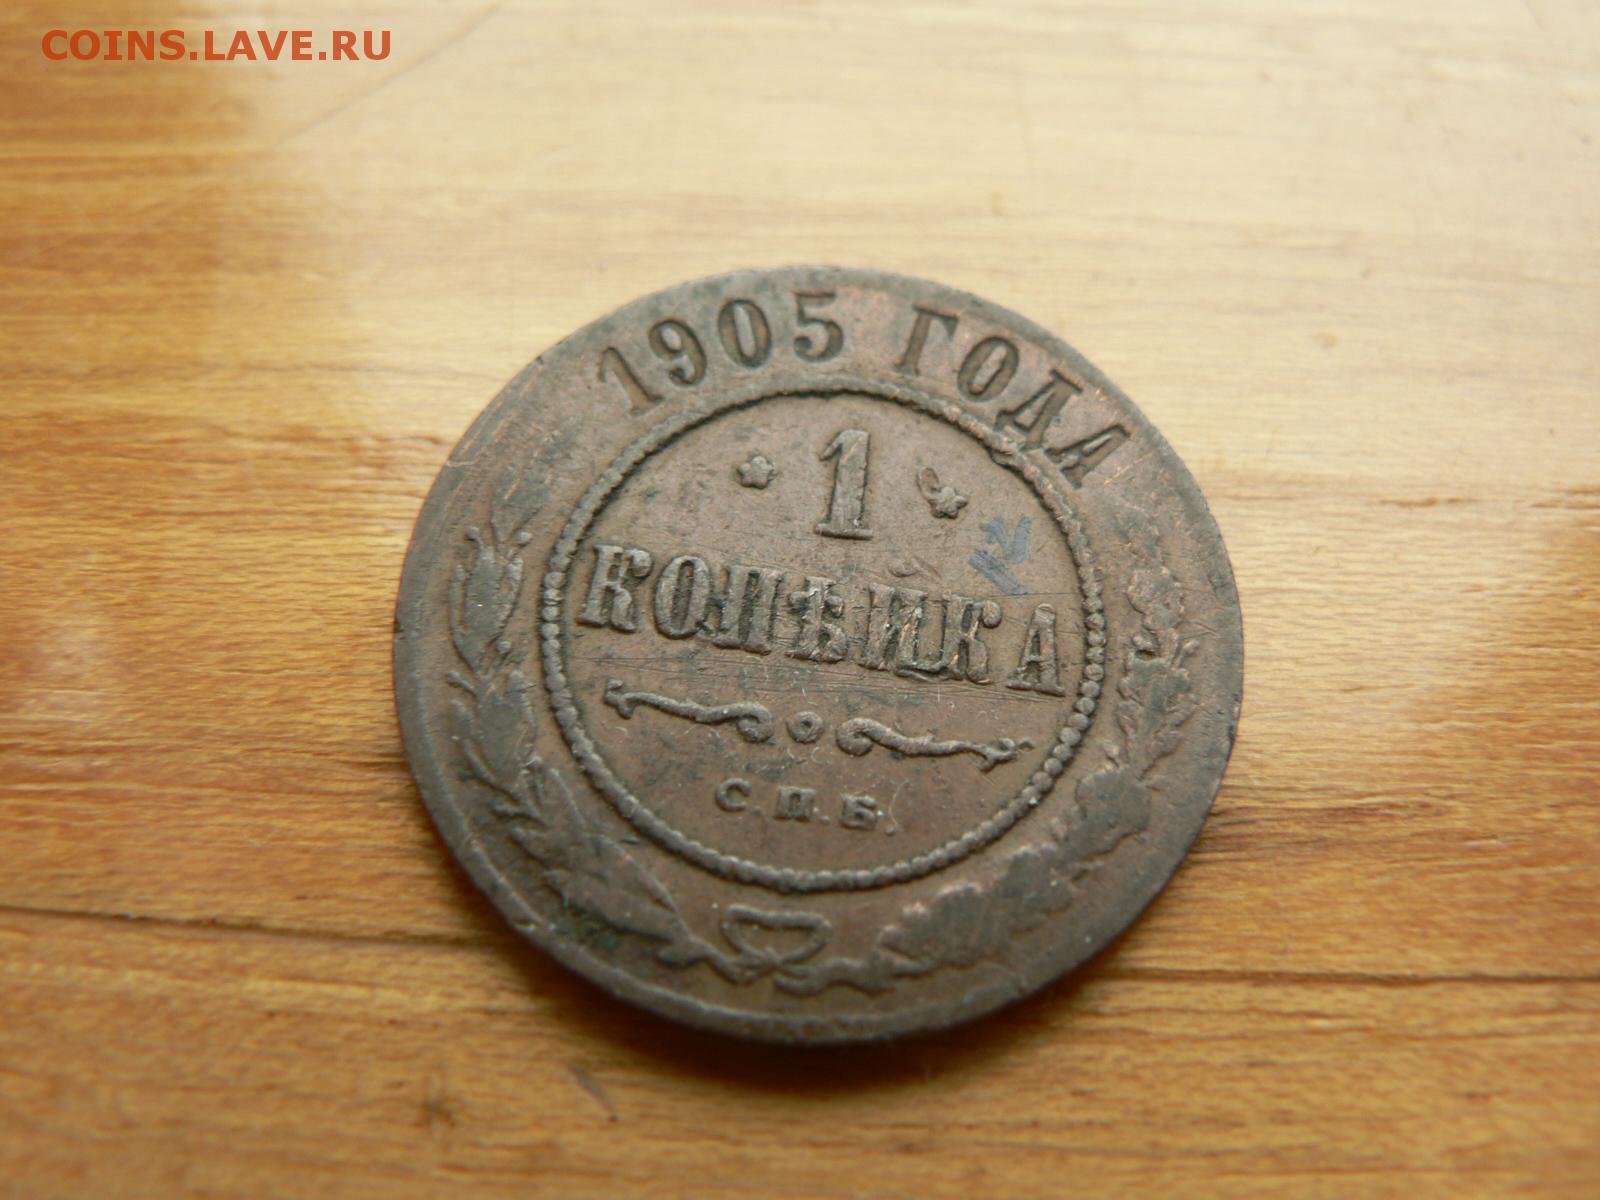 COINS.LAVE.RU
1905 ГОДА
1
КОПѢЙКА
С.П.Б.